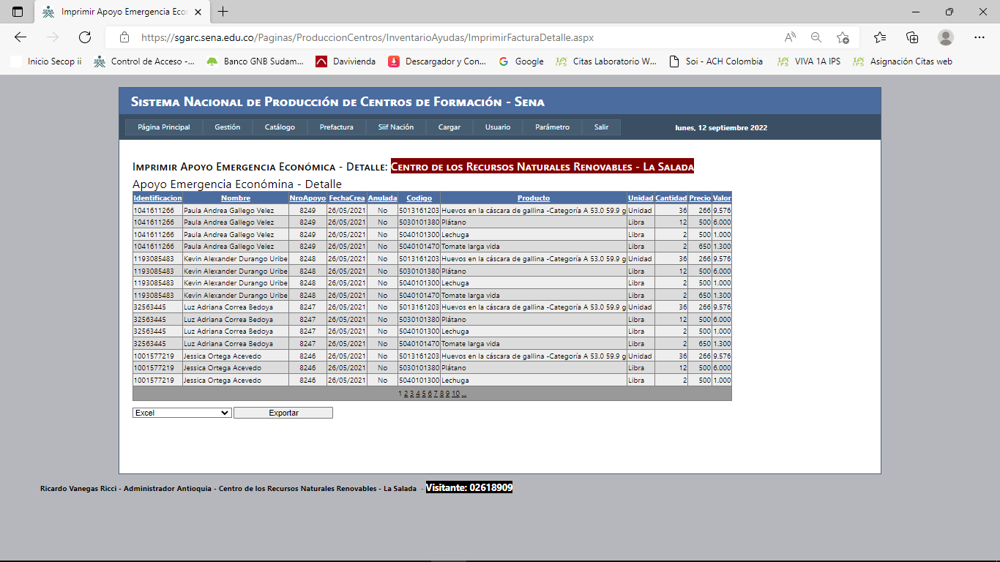 Imprimir Apoyo Emergencia Econ
https://sgarc.sena.edu.co/Paginas/ProduccionCentros/InventarioAyudas/ImprimirFacturaDetalle.aspx
Inicio Secop ii Control de Acceso -... Banco GNB Sudam... Davivienda Descargador y Con... Google Citas Laboratorio W... Soi - ACH Colombia VIVA 1A IPS Asignación Citas web
Sistema Nacional de Producción de Centros de Formación - Sena
Página Principal Gestión Catálogo Prefactura Siif Nación Cargar Usuario Parámetro Salir lunes, 12 septiembre 2022
Imprimir Apoyo Emergencia Económica - Detalle: Centro de los Recursos Naturales Renovables - La Salada
Apoyo Emergencia Económina - Detalle
Identificacion Nombre NroApoyo FechaCrea Anulada Codigo Producto Unidad Cantidad Precio Valor
1041611266 Paula Andrea Gallego Velez 8249 26/05/2021 No 5013161203 Huevos en la cáscara de gallina -Categoría A 53.0 59.9 g Unidad 36 266 9.576
1041611266 Paula Andrea Gallego Velez 8249 26/05/2021 No 5030101380 Plátano Libra 12 500 6.000
1041611266 Paula Andrea Gallego Velez 8249 26/05/2021 No 5040101300 Lechuga Libra 2 500 1.000
1041611266 Paula Andrea Gallego Velez 8249 26/05/2021 No 5040101470 Tomate larga vida Libra 2 650 1.300
1193085483 Kevin Alexander Durango Uribe 8248 26/05/2021 No 5013161203 Huevos en la cáscara de gallina -Categoría A 53.0 59.9 g Unidad 36 266 9.576
1193085483 Kevin Alexander Durango Uribe 8248 26/05/2021 No 5030101380 Plátano Libra 12 500 6.000
1193085483 Kevin Alexander Durango Uribe 8248 26/05/2021 No 5040101300 Lechuga Libra 2 500 1.000
1193085483 Kevin Alexander Durango Uribe 8248 26/05/2021 No 5040101470 Tomate larga vida Libra 2 650 1.300
32563445 Luz Adriana Correa Bedoya 8247 26/05/2021 No 5013161203 Huevos en la cáscara de gallina -Categoría A 53.0 59.9 g Unidad 36 266 9.576
32563445 Luz Adriana Correa Bedoya 8247 26/05/2021 No 5030101380 Plátano Libra 12 500 6.000
32563445 Luz Adriana Correa Bedoya 8247 26/05/2021 No 5040101300 Lechuga Libra 2 500 1.000
32563445 Luz Adriana Correa Bedoya 8247 26/05/2021 No 5040101470 Tomate larga vida Libra 2 650 1.300
1001577219 Jessica Ortega Acevedo 8246 26/05/2021 No 5013161203 Huevos en la cáscara de gallina -Categoría A 53.0 59.9 g Unidad 36 266 9.576
1001577219 Jessica Ortega Acevedo 8246 26/05/2021 No 5030101380 Plátano Libra 12 500 6.000
1001577219 Jessica Ortega Acevedo 8246 26/05/2021 No 5040101300 Lechuga Libra 2 500 1.000
1 2 3 4 5 6 7 8 9 10 ...
Excel Exportar
Ricardo Vanegas Ricci - Administrador Antioquia - Centro de los Recursos Naturales Renovables - La Salada - Visitante: 02618909